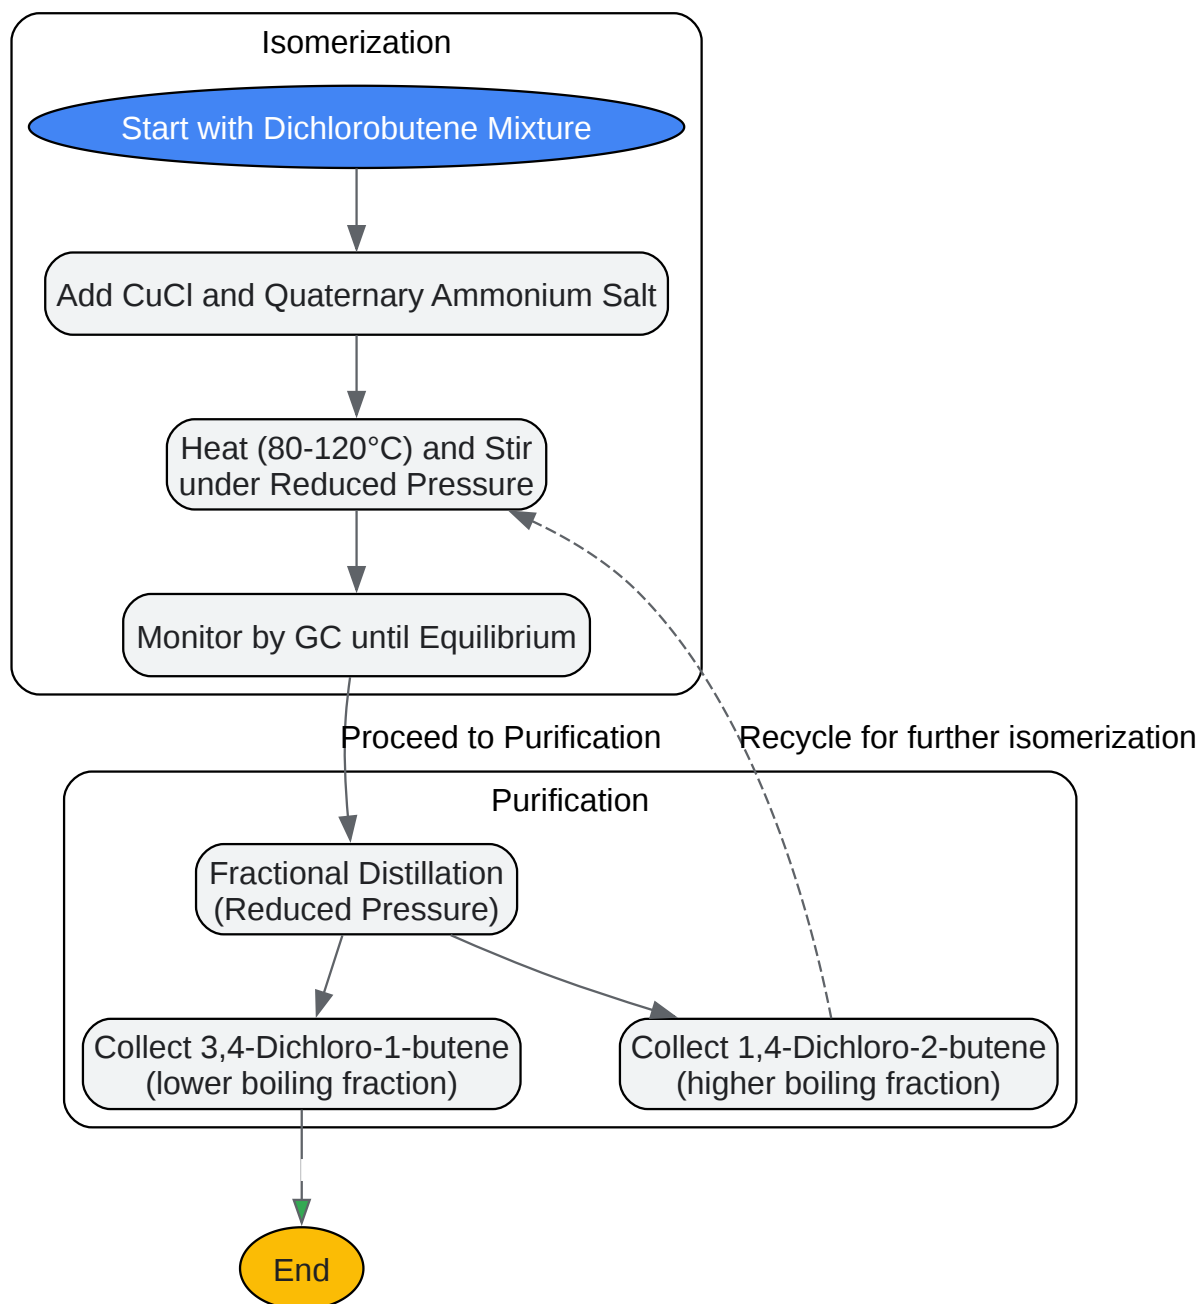 Isomerization
Start with Dichlorobutene Mixture
Add CuCl and Quaternary Ammonium Salt
Heat (80-120°C) and Stir
under Reduced Pressure
Monitor by GC until Equilibrium
Proceed to Purification
Recycle for further isomerization
Purification
Fractional Distillation
(Reduced Pressure)
Collect 3,4-Dichloro-1-butene
(lower boiling fraction)
Collect 1,4-Dichloro-2-butene
(higher boiling fraction)
End